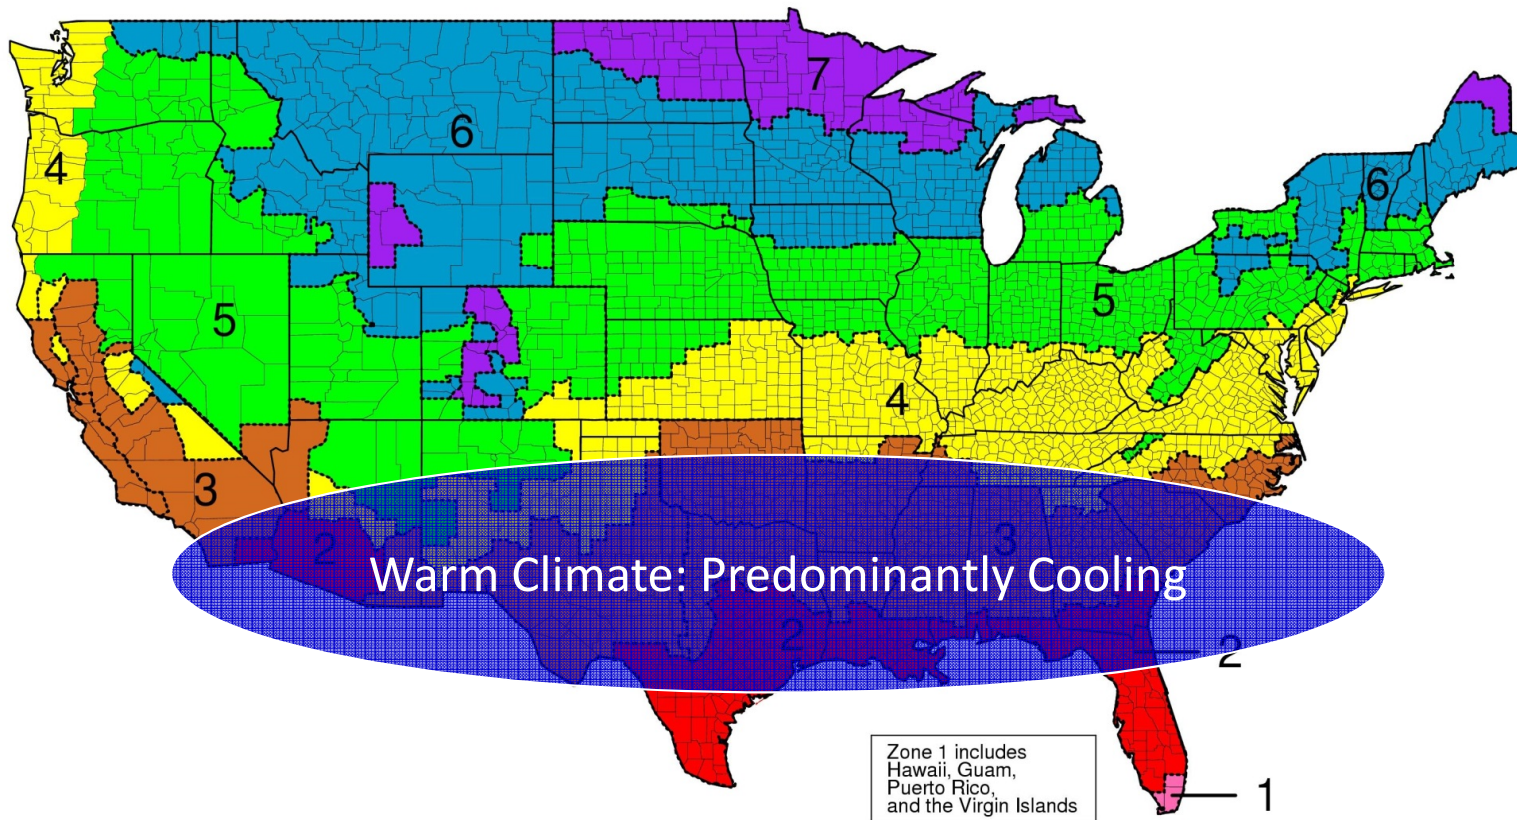 7
6
4
6
5
5
4
3
2
3
Warm Climate: Predominantly Cooling
2
2
Zone 1 includes
Hawaii, Guam,
Puerto Rico,
and the Virgin Islands
1